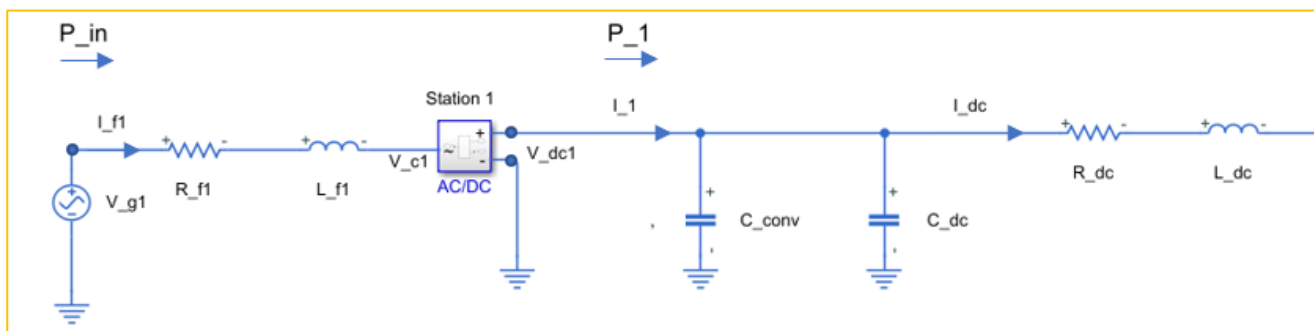 P_in
P_1
Station 1
I_f1
I_1
I_dc
+ - + -
+
-
+ - + -
V_c1
V_dc1
R_dc
L_dc
R_f1
L_f1
AC/DC
V_g1
+
+
C_conv
C_dc